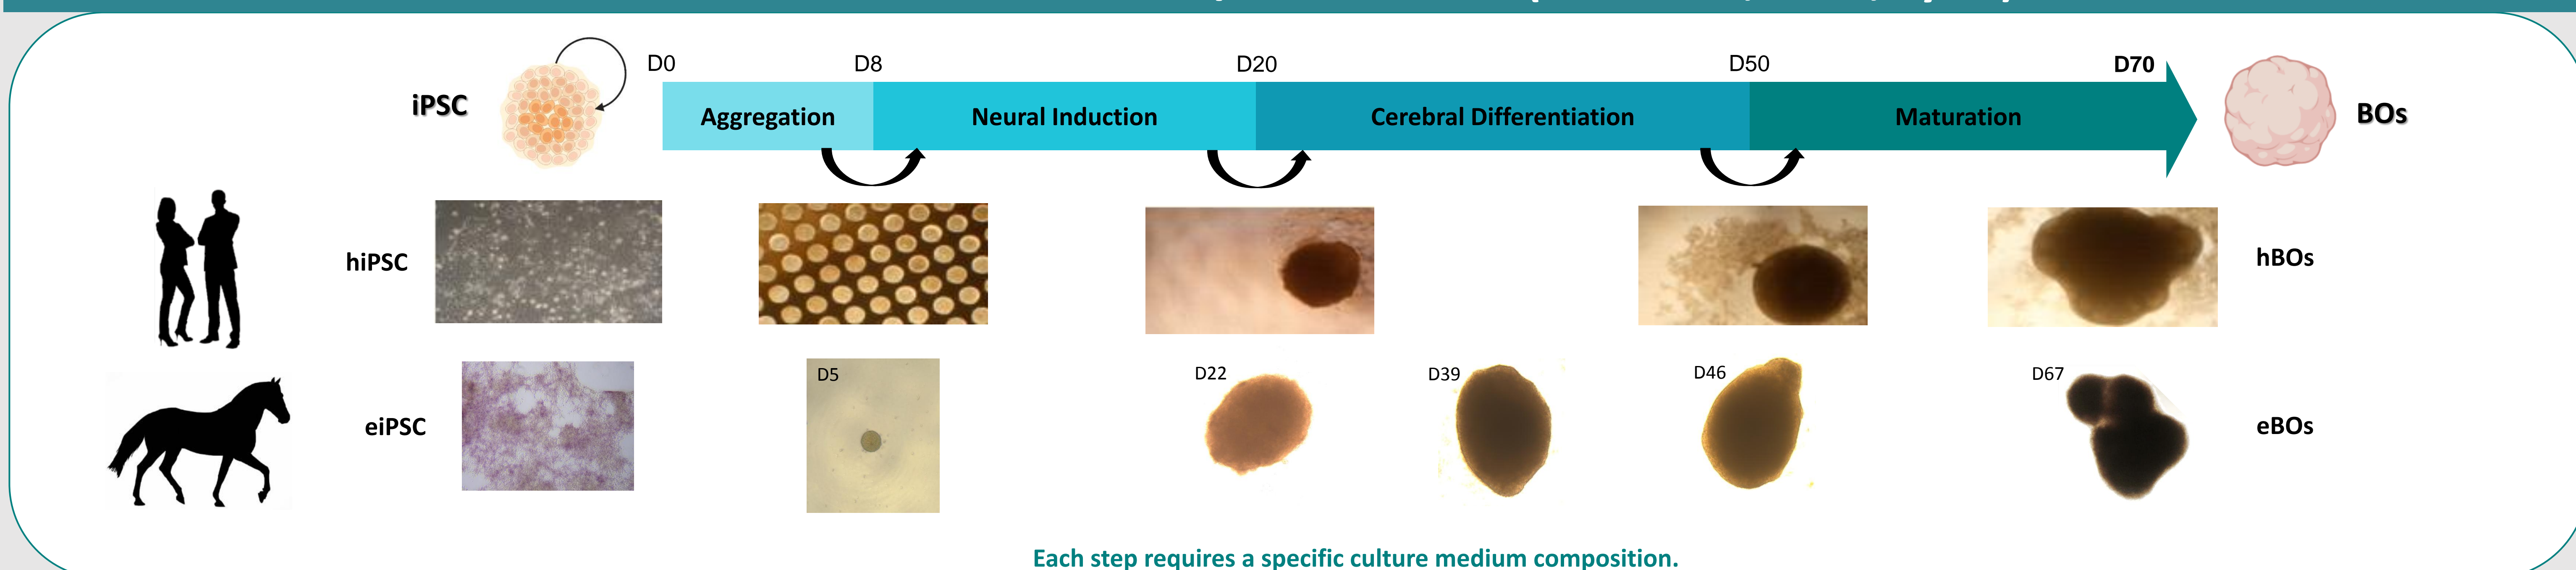 D0 D8 D20 D50 D70
iPSC Aggregation Neural Induction Cerebral Differentiation Maturation BOs
hiPSC hBOs
D5 D22 D39 D46 D67
eiPSC eBOs
Each step requires a specific culture medium composition.